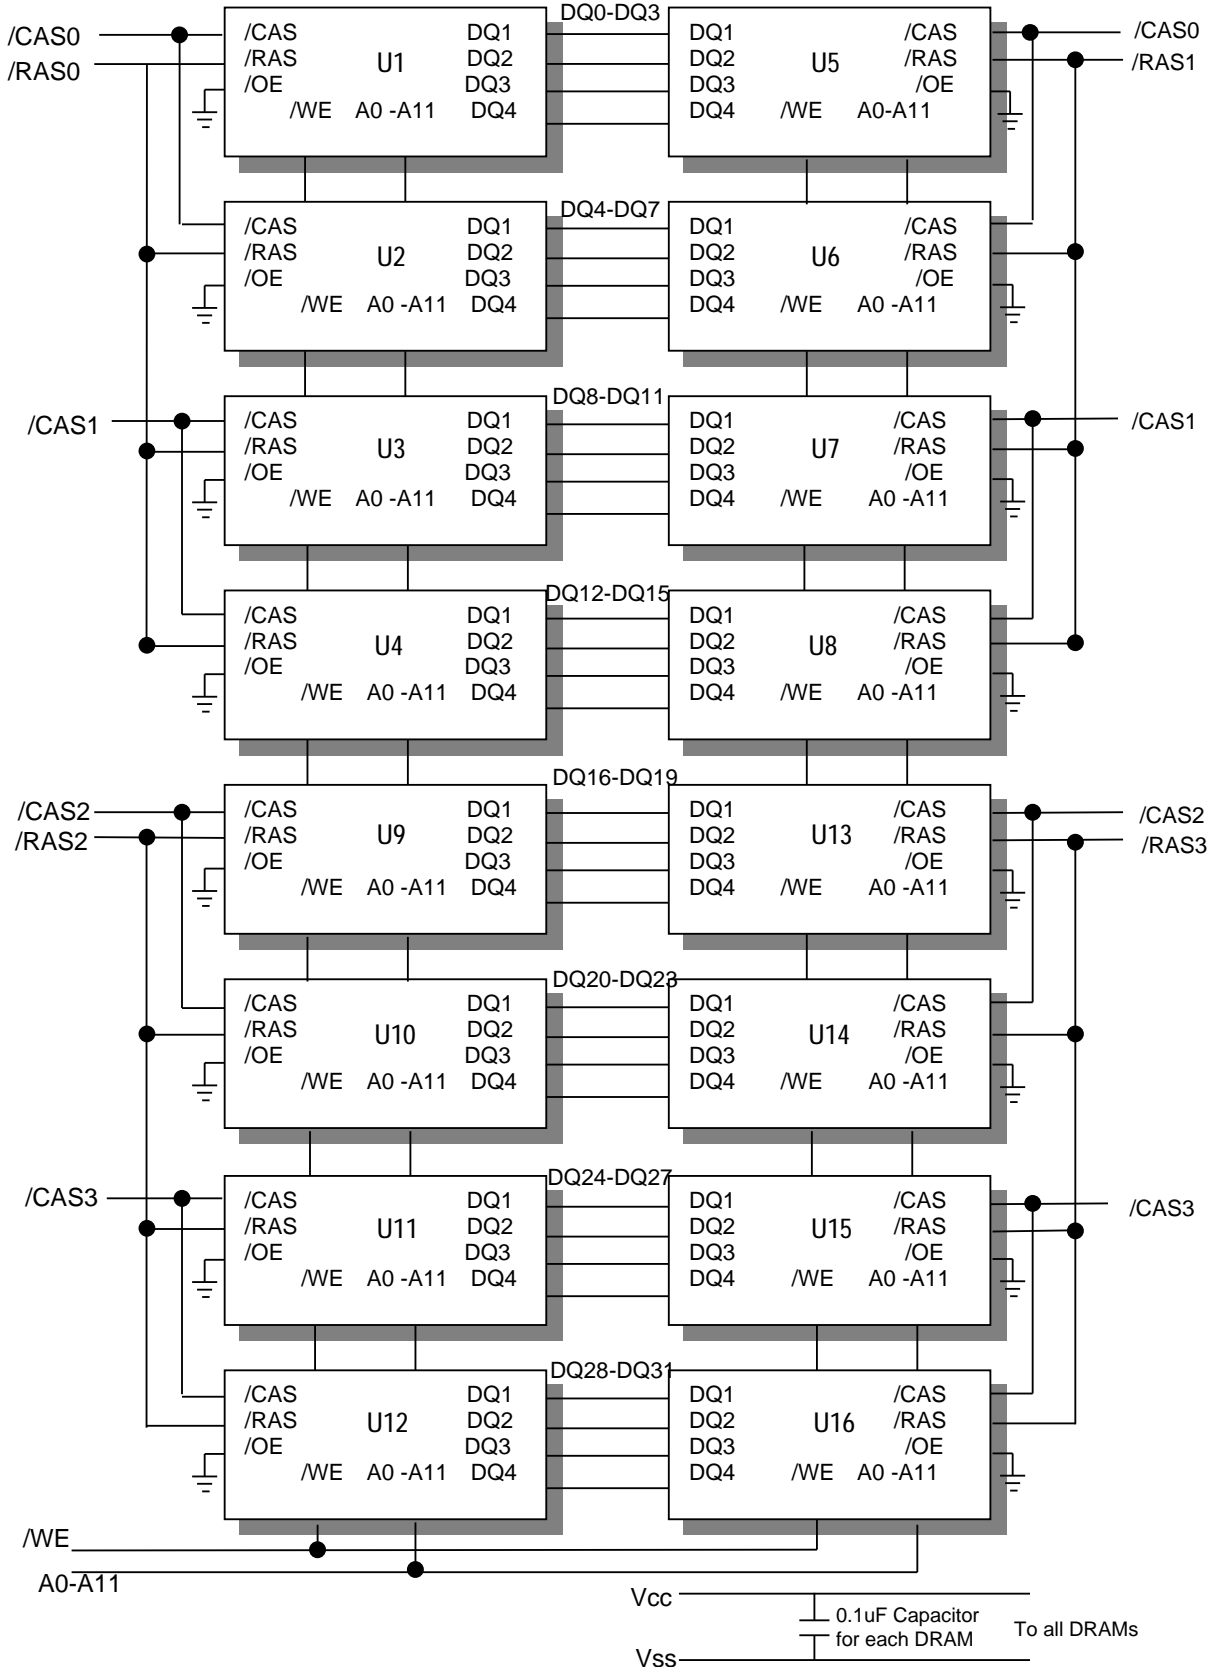 DQ0-DQ3
/CAS0 /CAS DQ1 DQ1 /CAS /CAS0
/RAS0 /RAS U1 DQ2 DQ2 U5 /RAS /RAS1
/OE DQ3 DQ3 /OE
/WE A0 -A11 DQ4 DQ4 /WE A0-A11
DQ4-DQ7
/CAS DQ1 DQ1 /CAS
/RAS U2 DQ2 DQ2 U6 /RAS
/OE DQ3 DQ3 /OE
/WE A0 -A11 DQ4 DQ4 /WE A0 -A11
DQ8-DQ11
/CAS1 /CAS DQ1 DQ1 /CAS /CAS1
/RAS U3 DQ2 DQ2 U7 /RAS
/OE DQ3 DQ3 /OE
/WE A0 -A11 DQ4 DQ4 /WE A0 -A11
DQ12-DQ15
/CAS DQ1 DQ1 /CAS
/RAS U4 DQ2 DQ2 U8 /RAS
/OE DQ3 DQ3 /OE
/WE A0 -A11 DQ4 DQ4 /WE A0 -A11
DQ16-DQ19
/CAS2 /CAS DQ1 DQ1 /CAS /CAS2
/RAS2 /RAS U9 DQ2 DQ2 U13 /RAS /RAS3
/OE DQ3 DQ3 /OE
/WE A0 -A11 DQ4 DQ4 /WE A0 -A11
DQ20-DQ23
/CAS DQ1 DQ1 /CAS
/RAS U10 DQ2 DQ2 U14 /RAS
/OE DQ3 DQ3 /OE
/WE A0 -A11 DQ4 DQ4 /WE A0 -A11
DQ24-DQ27
/CAS3 /CAS DQ1 DQ1 /CAS /CAS3
/RAS U11 DQ2 DQ2 U15 /RAS
/OE DQ3 DQ3 /OE
/WE A0 -A11 DQ4 DQ4 /WE A0 -A11
DQ28-DQ31
/CAS DQ1 DQ1 /CAS
/RAS U12 DQ2 DQ2 U16 /RAS
/OE DQ3 DQ3 /OE
/WE A0 -A11 DQ4 DQ4 /WE A0 -A11
/WE
A0-A11
Vcc
0.1uF Capacitor
for each DRAM
To all DRAMs
Vss